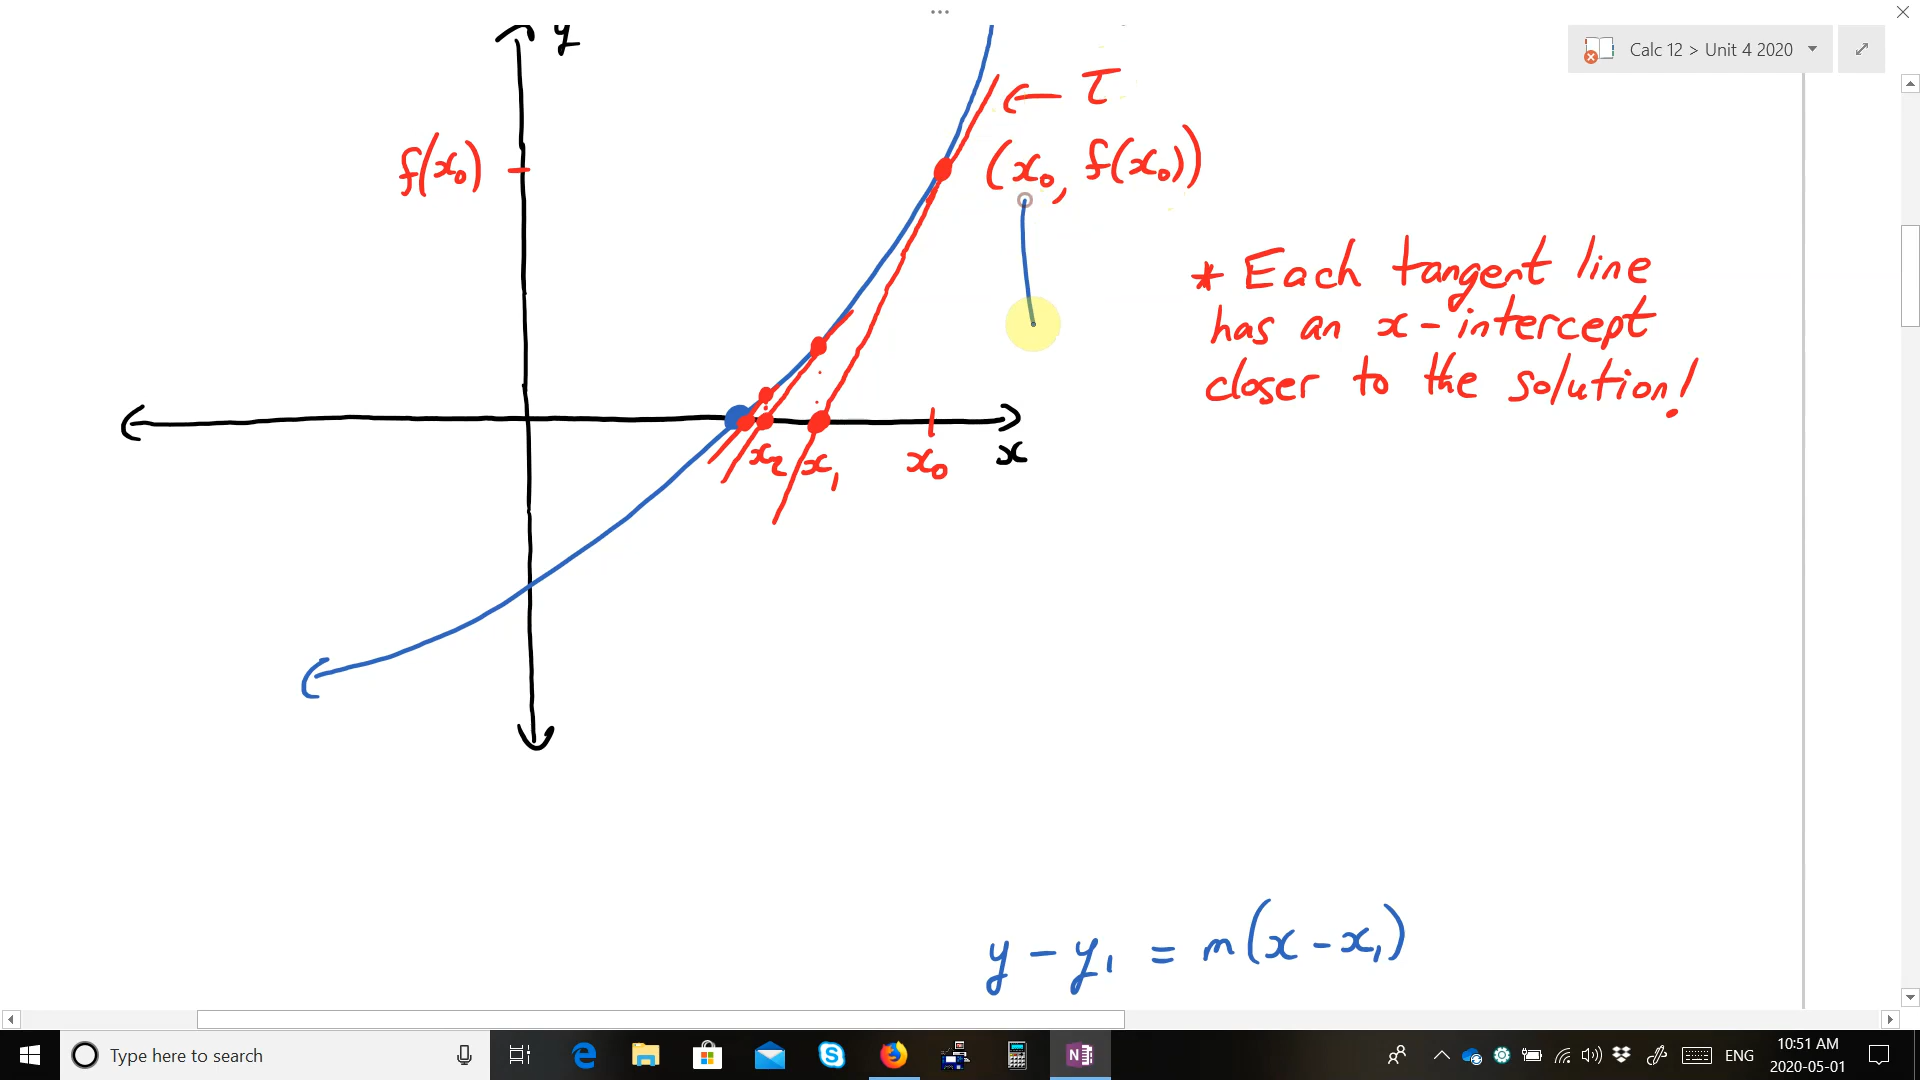 ...
Calc 12 > Unit 4 2020
y
← τ
f(x₀)
(x₀, f(x₀))
* Each tangent line
has an x-intercept
closer to the solution!
x₂ x₁ x₀ x
y - y₁ = m(x - x₁)
Type here to search
ENG
10:51 AM
2020-05-01